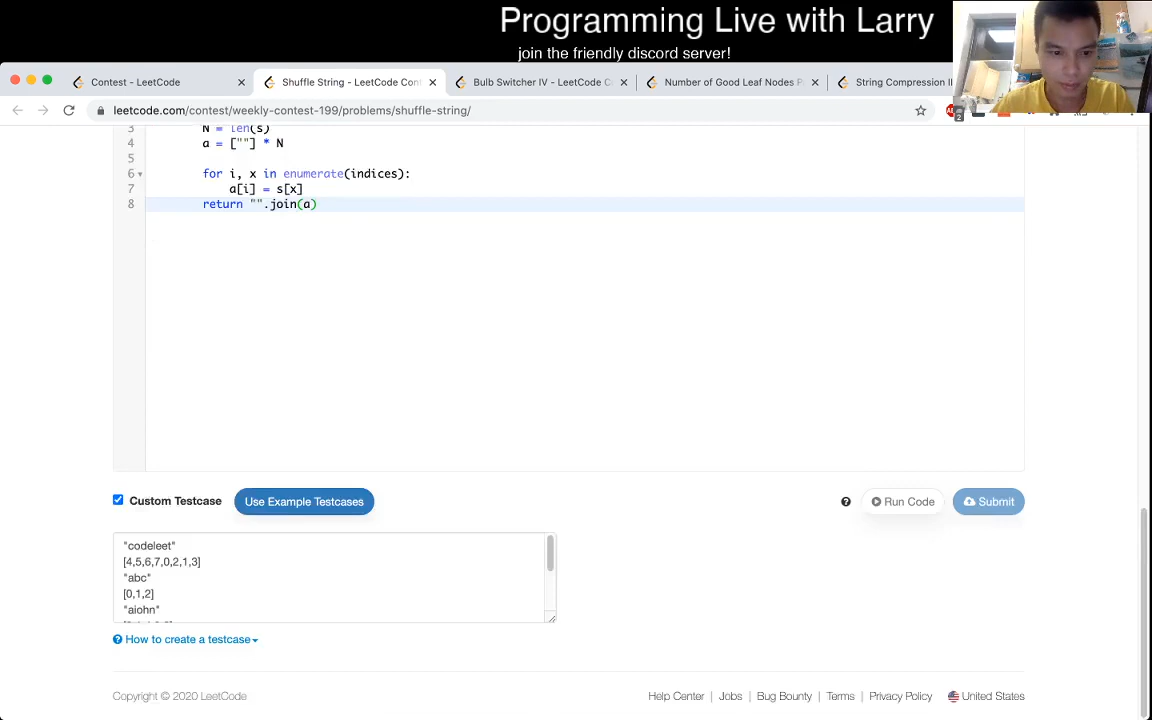 Programming Live with Larry
join the friendly discord server!
Contest - LeetCode
Shuffle String - LeetCode Con
Bulb Switcher IV - LeetCode C
Number of Good Leaf Nodes P
String Compression II
leetcode.com/contest/weekly-contest-199/problems/shuffle-string/
2
3 N = len(s)
4 a = [""] * N
5
6 for i, x in enumerate(indices):
7 a[i] = s[x]
8 return "".join(a)
Custom Testcase
Use Example Testcases
Run Code
Submit
"codeleet"
[4,5,6,7,0,2,1,3]
"abc"
[0,1,2]
"aiohn"
How to create a testcase
Copyright © 2020 LeetCode
Help Center | Jobs | Bug Bounty | Terms | Privacy Policy
United States